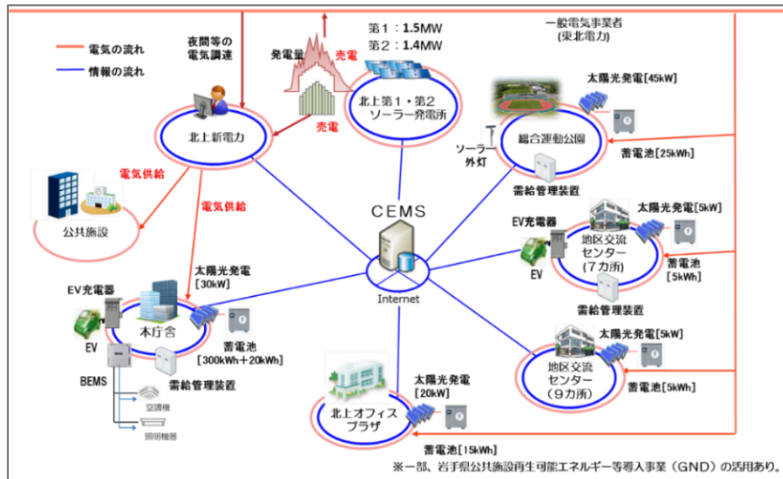 電気の流れ
情報の流れ
夜間等の
電気調達
発電量
売電
第1：1.5MW
第2：1.4MW
一般電気事業者
(東北電力)
北上新電力
売電
北上第1・第2
ソーラー発電所
太陽光発電[45kW]
総合運動公園
ソーラー
外灯
蓄電池[25kWh]
需給管理装置
電気供給
電気供給
公共施設
CEMS
Internet
EV充電器
EV
地区交流
センター
(7カ所)
太陽光発電[5kW]
蓄電池
[5kWh]
需給管理装置
太陽光発電
[30kW]
EV充電器
EV
本庁舎
蓄電池
[300kWh＋20kWh]
需給管理装置
BEMS
空調機
照明機器
太陽光発電[5kW]
地区交流
センター
(9カ所)
蓄電池[5kWh]
太陽光発電
[20kW]
北上オフィス
プラザ
蓄電池[15kWh]
※一部、岩手県公共施設再生可能エネルギー等導入事業（GND）の活用あり。